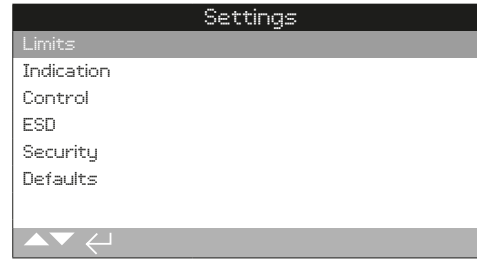 Settings
Limits
Indication
Control
ESD
Security
Defaults